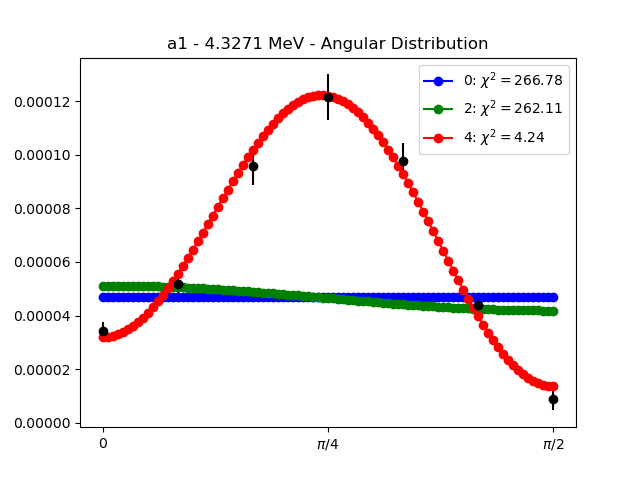 a1 - 4.3271 MeV - Angular Distribution
0: χ² = 266.78
2: χ² = 262.11
4: χ² = 4.24
0.00012
0.00010
0.00008
0.00006
0.00004
0.00002
0.00000
0 π/4 π/2